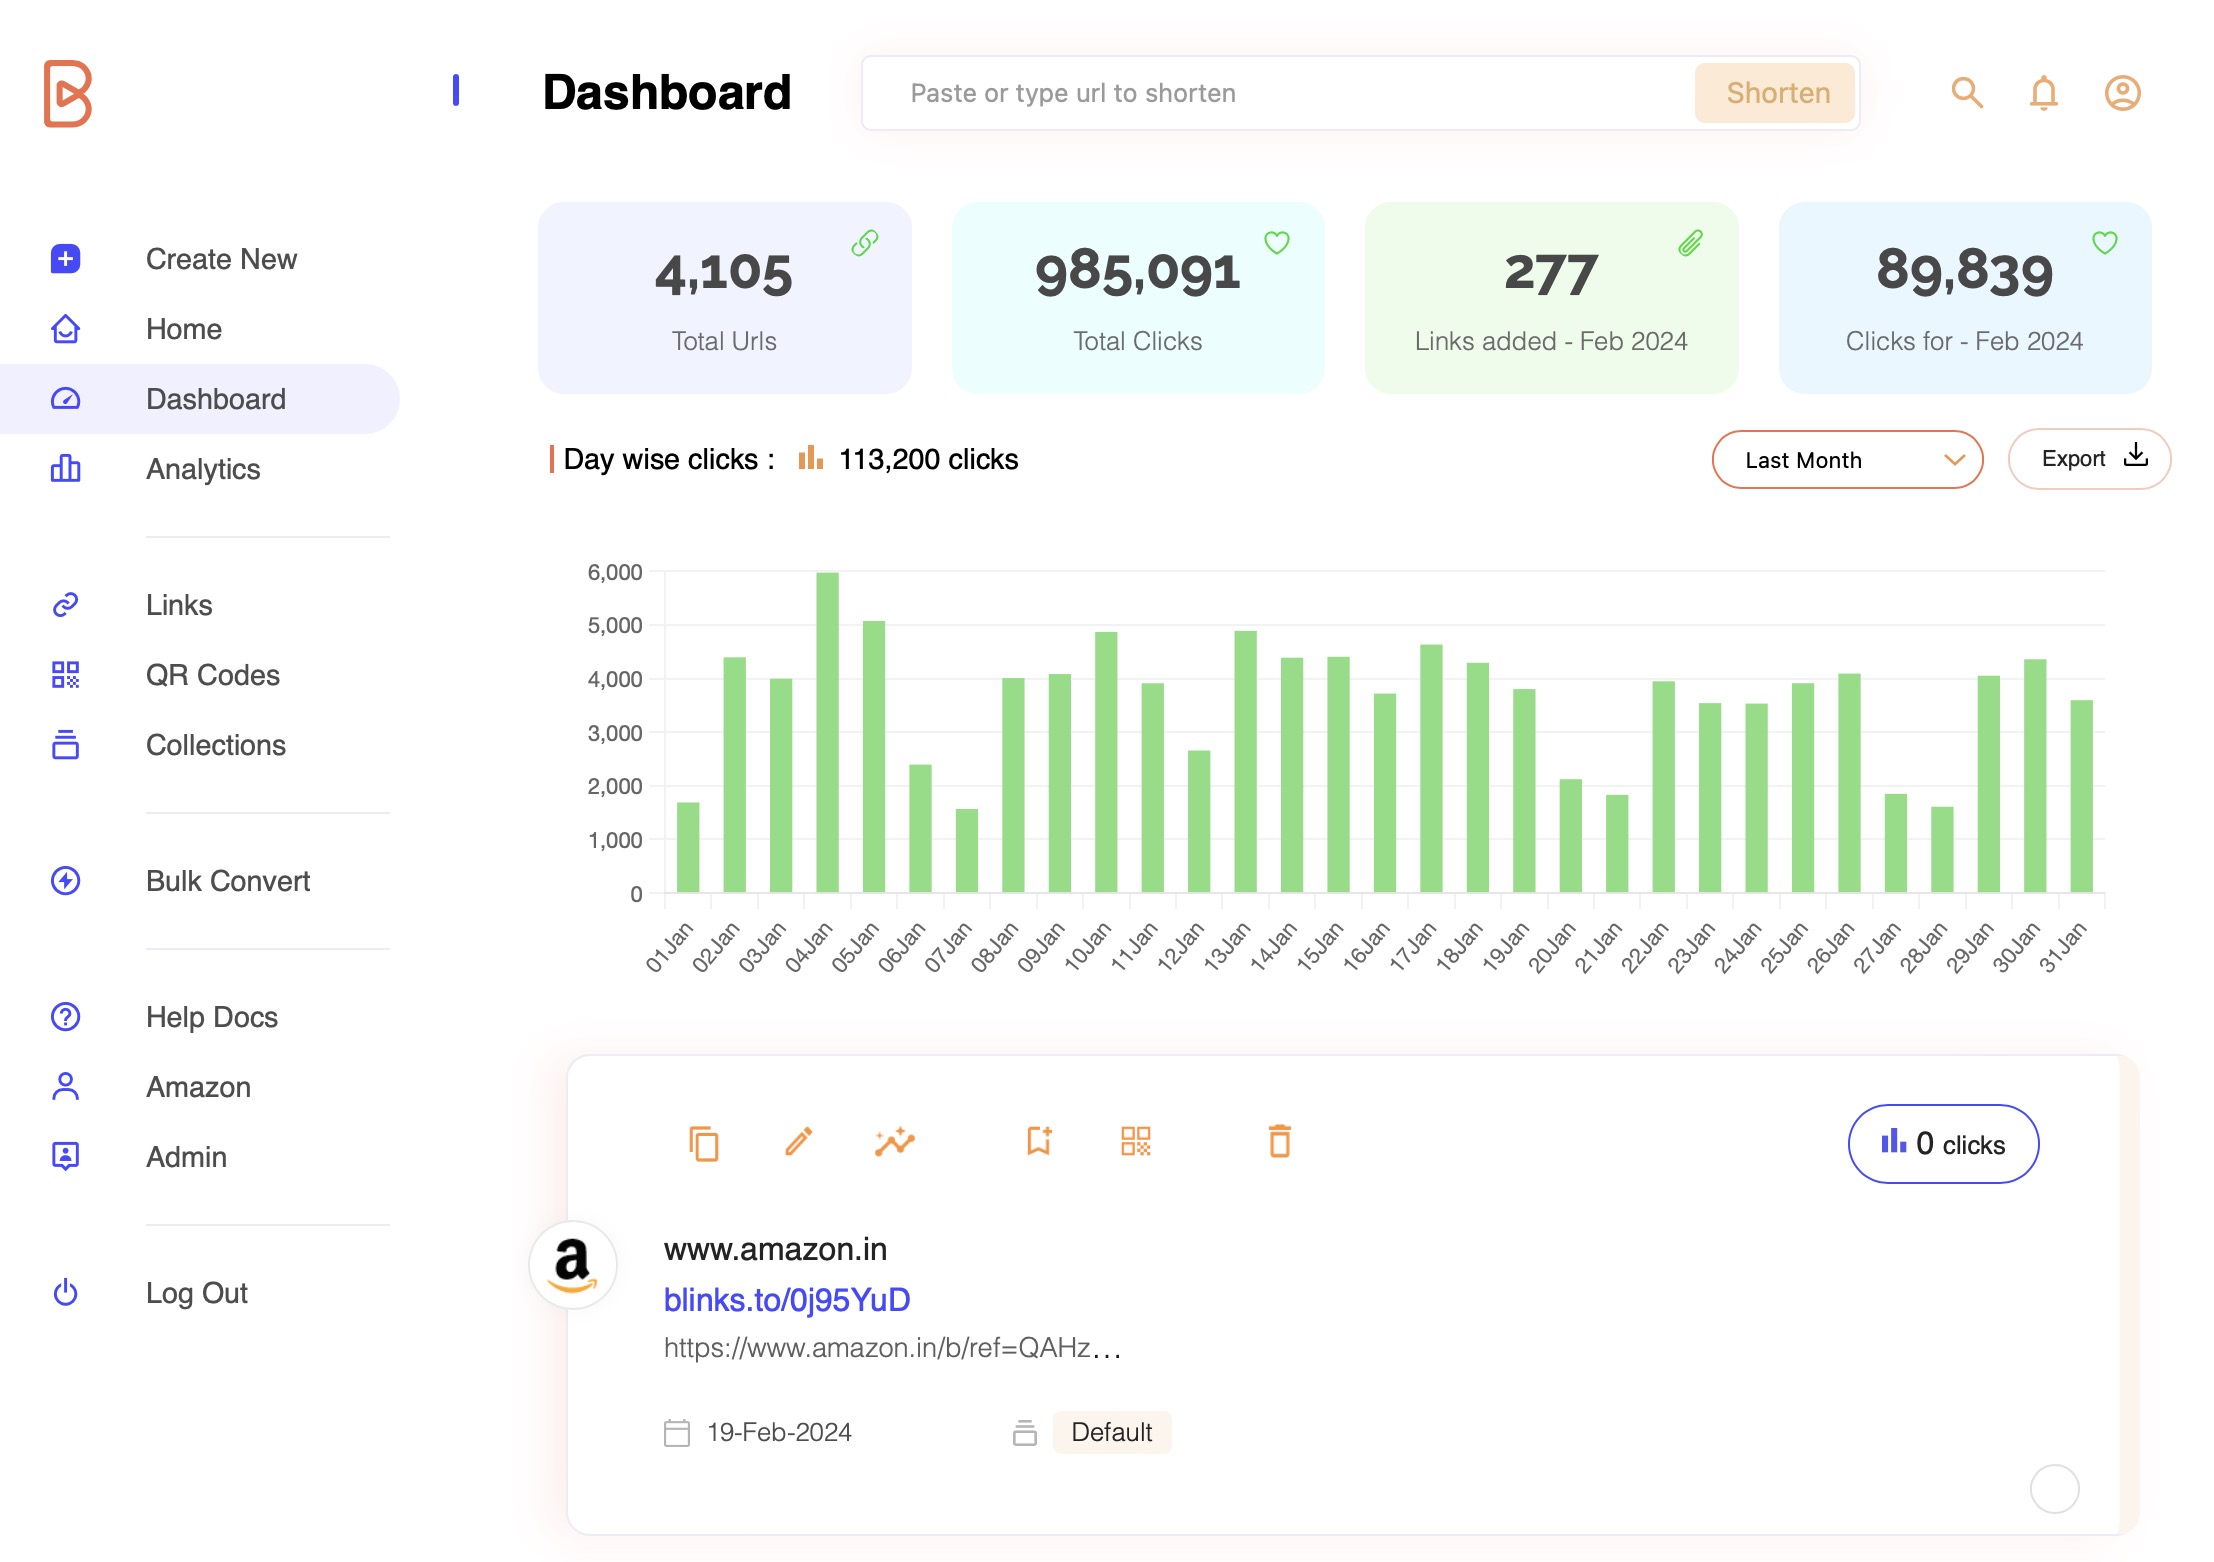 Dashboard
Paste or type url to shorten
Shorten
Create New
Home
Dashboard
Analytics
Links
QR Codes
Collections
Bulk Convert
Help Docs
Amazon
Admin
Log Out
4,105
Total Urls
985,091
Total Clicks
277
Links added - Feb 2024
89,839
Clicks for - Feb 2024
Day wise clicks : 113,200 clicks
Last Month
Export
6,000
5,000
4,000
3,000
2,000
1,000
0
01Jan 02Jan 03Jan 04Jan 05Jan 06Jan 07Jan 08Jan 09Jan 10Jan 11Jan 12Jan 13Jan 14Jan 15Jan 16Jan 17Jan 18Jan 19Jan 20Jan 21Jan 22Jan 23Jan 24Jan 25Jan 26Jan 27Jan 28Jan 29Jan 30Jan 31Jan
0 clicks
a
www.amazon.in
blinks.to/0j95YuD
https://www.amazon.in/b/ref=QAHz...
19-Feb-2024
Default